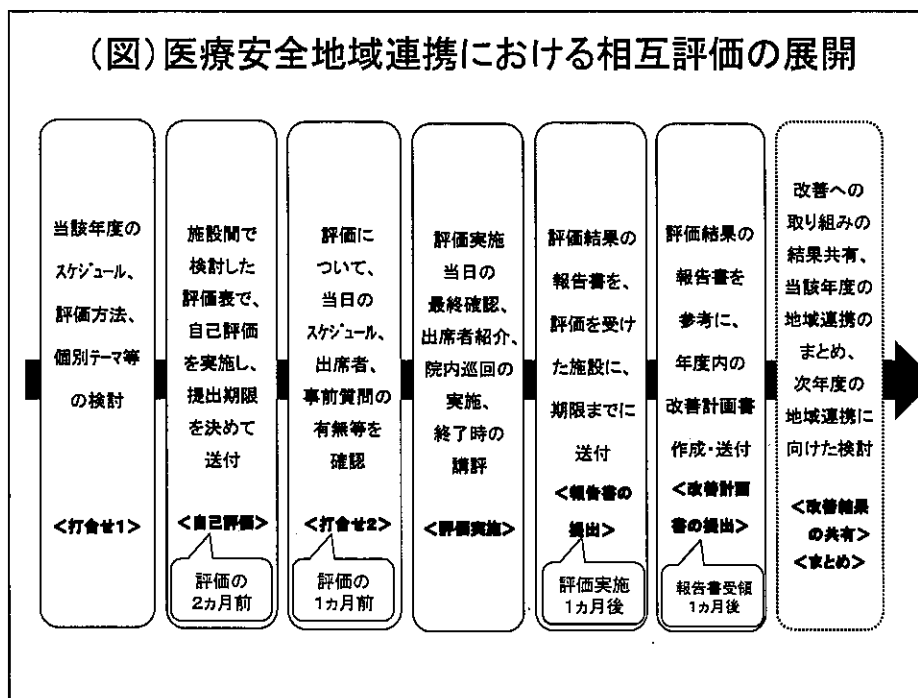 (図)医療安全地域連携における相互評価の展開
当該年度の
スケジュール、
評価方法、
個別テーマ等
の検討
<打合せ1>
施設間で
検討した
評価表で、
自己評価
を実施し、
提出期限
を決めて
送付
<自己評価>
評価の
2ヵ月前
評価に
ついて、
当日の
スケジュール、
出席者、
事前質問の
有無等を
確認
<打合せ2>
評価の
1ヵ月前
評価実施
当日の
最終確認、
出席者紹介、
院内巡回の
実施、
終了時の
講評
<評価実施>
評価結果の
報告書を、
評価を受け
た施設に、
期限までに
送付
<報告書の
提出>
評価実施
1ヵ月後
評価結果の
報告書を
参考に、
年度内の
改善計画書
作成・送付
<改善計画
書の提出>
報告書受領
1ヵ月後
改善への
取り組みの
結果共有、
当該年度の
地域連携の
まとめ、
次年度の
地域連携に
向けた検討
<改善結果
の共有>
<まとめ>